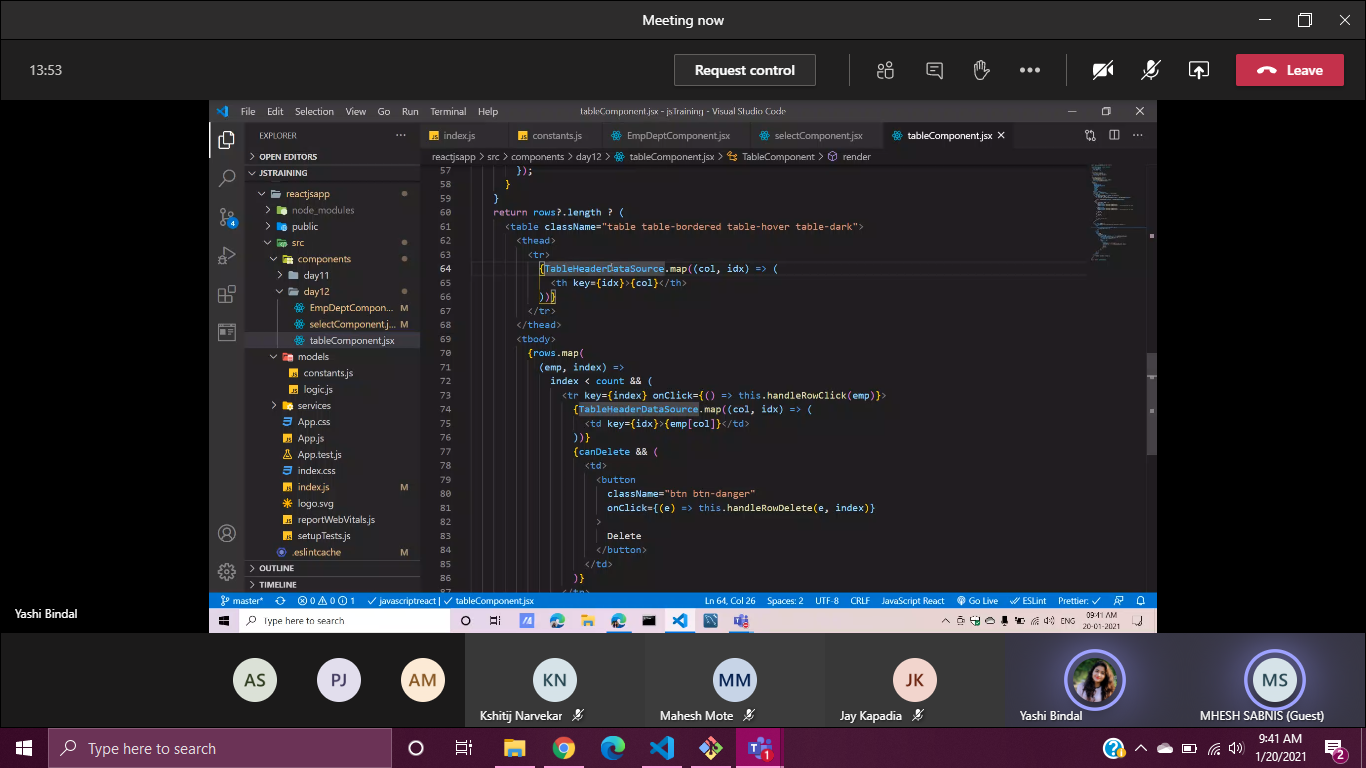 Meeting now
13:53
Request control
Leave
File Edit Selection View Go Run Terminal Help
tableComponent.jsx - jsTraining - Visual Studio Code
EXPLORER
index.js
constants.js
EmpDeptComponent.jsx
selectComponent.jsx
tableComponent.jsx
OPEN EDITORS
reactjsapp > src > components > day12 > tableComponent.jsx > TableComponent > render
JSTRAINING
reactjsapp
node_modules
public
src
components
day11
day12
EmpDeptCompon... M
selectComponent.j... M
tableComponent.jsx
models
constants.js
logic.js
services
App.css
App.js
App.test.js
index.css
index.js M
logo.svg
reportWebVitals.js
setupTests.js
.eslintcache M
OUTLINE
TIMELINE
4
57 });
58 }
59 }
60 return rows?.length ? (
61 <table className="table table-bordered table-hover table-dark">
62 <thead>
63 <tr>
64 {TableHeaderDataSource.map((col, idx) => (
65 <th key={idx}>{col}</th>
66 ))}
67 </tr>
68 </thead>
69 <tbody>
70 {rows.map(
71 (emp, index) =>
72 index < count && (
73 <tr key={index} onClick={() => this.handleRowClick(emp)}>
74 {TableHeaderDataSource.map((col, idx) => (
75 <td key={idx}>{emp[col]}</td>
76 ))}
77 {canDelete && (
78 <td>
79 <button
80 className="btn btn-danger"
81 onClick={(e) => this.handleRowDelete(e, index)}
82 >
83 Delete
84 </button>
85 </td>
86 )}
master* 0 0 1 javascriptreact | tableComponent.jsx Ln 64, Col 26 Spaces: 2 UTF-8 CRLF JavaScript React Go Live ESLint Prettier:
Type here to search
ENG
09:41 AM
20-01-2021
Yashi Bindal
AS
PJ
AM
KN
Kshitij Narvekar
MM
Mahesh Mote
JK
Jay Kapadia
Yashi Bindal
MS
MHESH SABNIS (Guest)
Type here to search
1
9:41 AM
1/20/2021
2